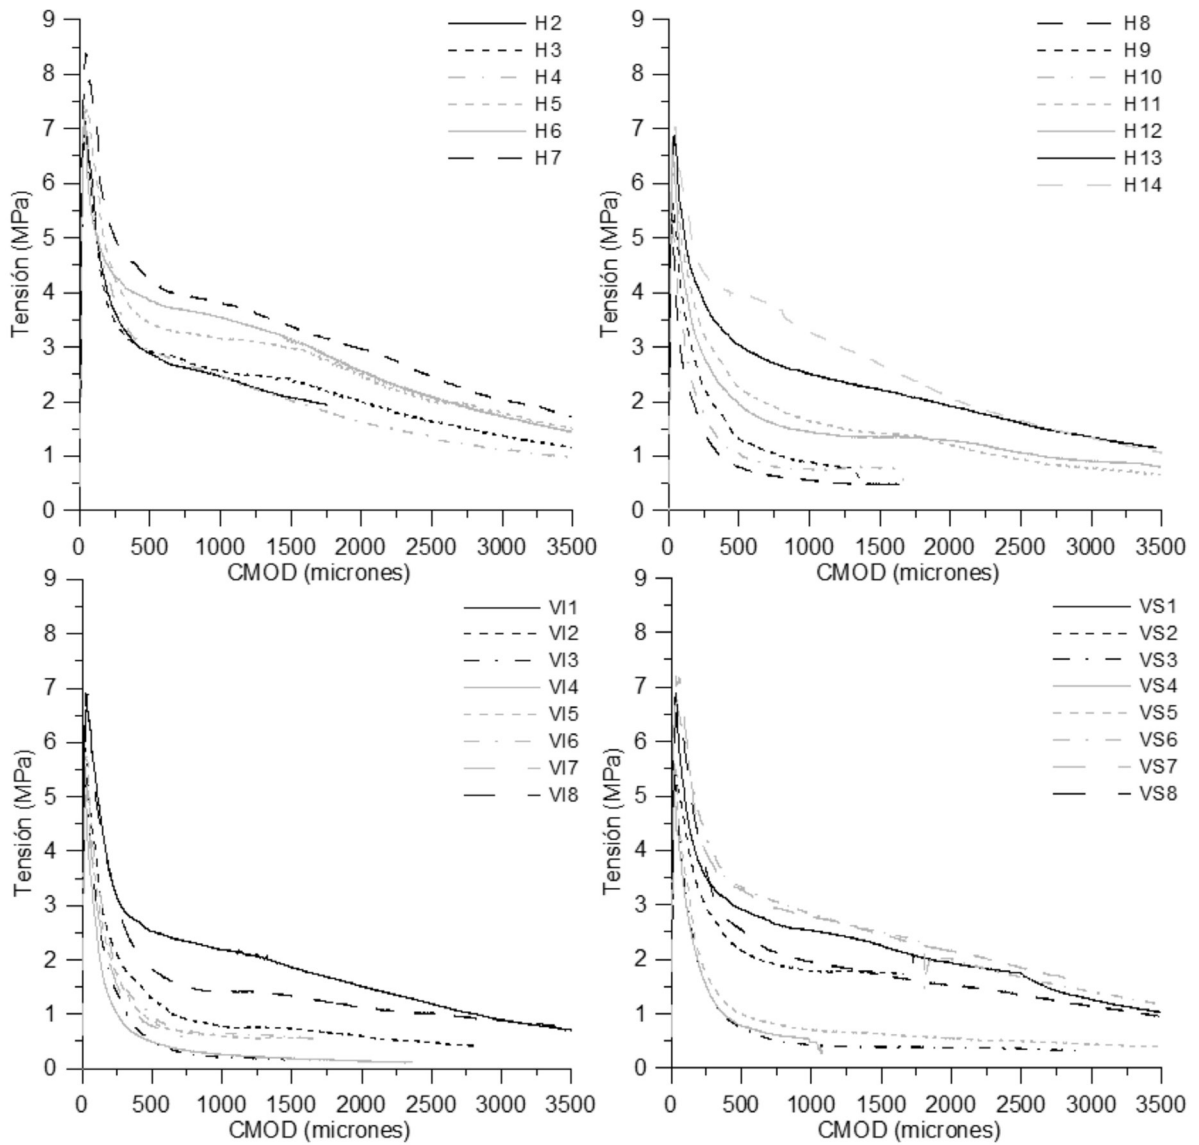 9
8
7
6
5
4
3
2
1
0
Tensión (MPa)
H2
H3
H4
H5
H6
H7
0 500 1000 1500 2000 2500 3000 3500
CMOD (micrones)
9
8
7
6
5
4
3
2
1
0
Tensión (MPa)
H8
H9
H10
H11
H12
H13
H14
0 500 1000 1500 2000 2500 3000 3500
CMOD (micrones)
9
8
7
6
5
4
3
2
1
0
Tensión (MPa)
VI1
VI2
VI3
VI4
VI5
VI6
VI7
VI8
0 500 1000 1500 2000 2500 3000 3500
CMOD (micrones)
9
8
7
6
5
4
3
2
1
0
Tensión (MPa)
VS1
VS2
VS3
VS4
VS5
VS6
VS7
VS8
0 500 1000 1500 2000 2500 3000 3500
CMOD (micrones)